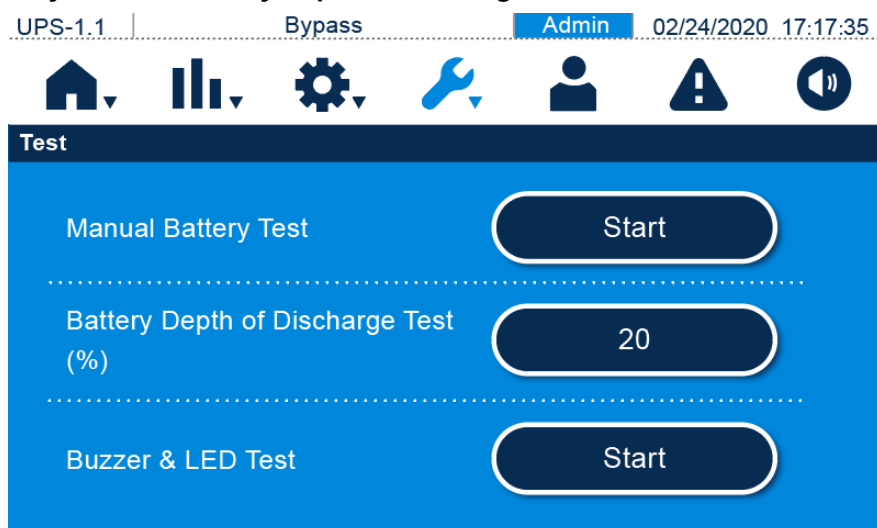 UPS-1.1 Bypass Admin 02/24/2020 17:17:35
Test
Manual Battery Test Start
Battery Depth of Discharge Test
(%) 20
Buzzer & LED Test Start